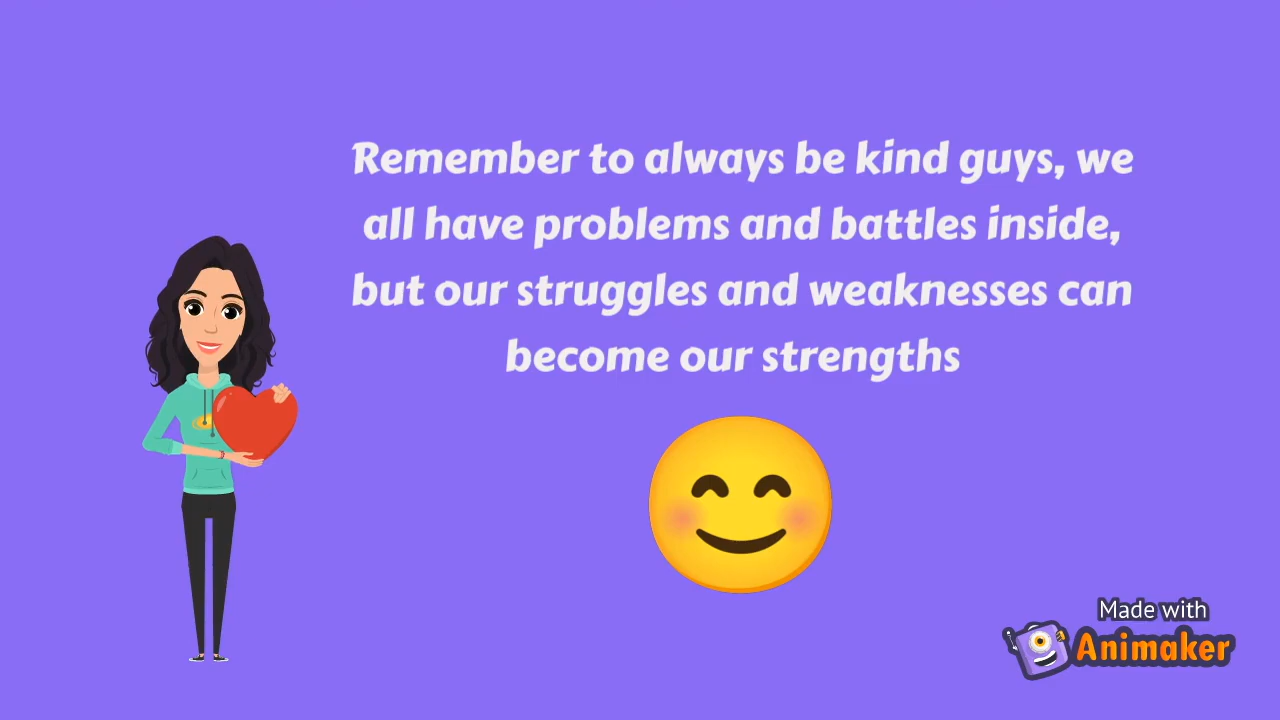 Remember to always be kind guys, we
all have problems and battles inside,
but our struggles and weaknesses can
become our strengths
Made with
Animaker